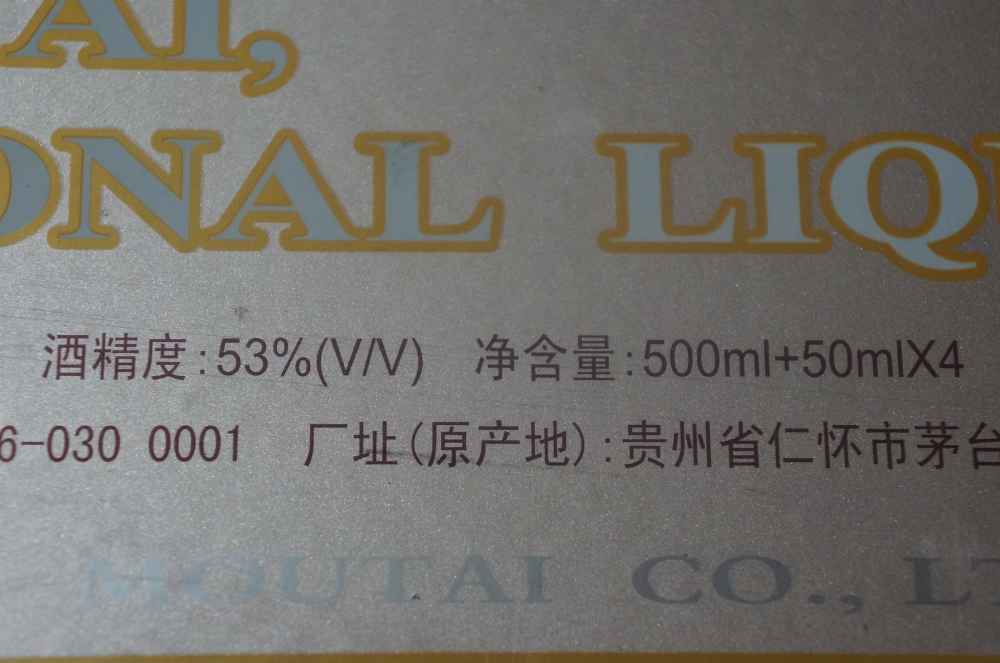 AI,
ONAL LIQ
酒精度:53%(V/V) 净含量:500ml+50mlX4
6-030 0001 厂址(原产地):贵州省仁怀市茅台
MOUTAI CO., LT